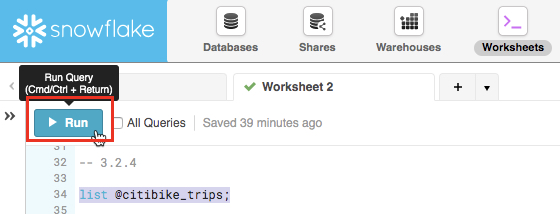 snowflake
Databases
Shares
Warehouses
Worksheets
Run Query
(Cmd/Ctrl + Return)
Worksheet 2
+
Run
All Queries
Saved 39 minutes ago
31
32 -- 3.2.4
33
34 list @citibike_trips;
35